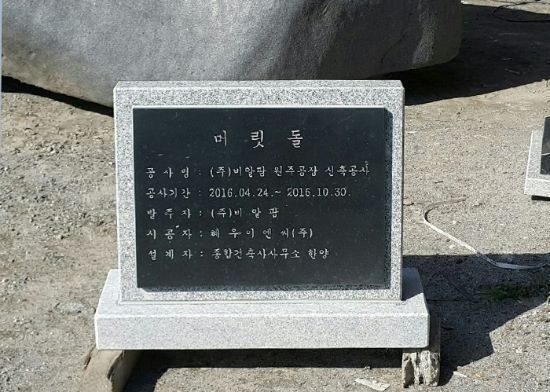 머 릿 돌
공 사 명 : (주)비알팜 원주공장 신축공사
공사기간 : 2016.04.24.~ 2016.10.30.
발 주 자 : (주)비 알 팜
시 공 자 : 혜 우 이 엔 씨(주)
설 계 자 : 종합건축사사무소 한양